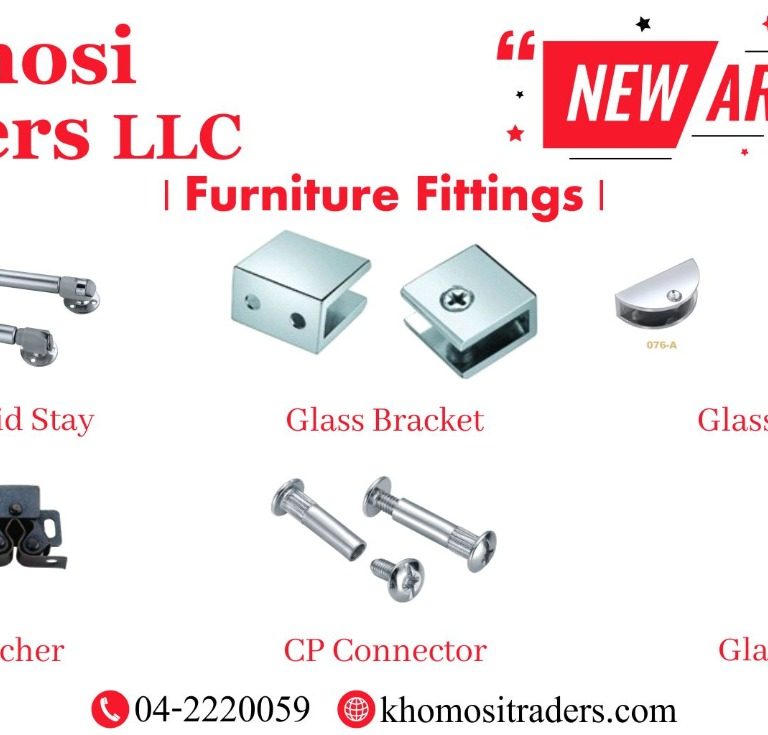 nosi
ers LLC
“ NEW AR
| Furniture Fittings |
076-A
id Stay
Glass Bracket
Glass
cher
CP Connector
Gla
04-2220059 khomositraders.com